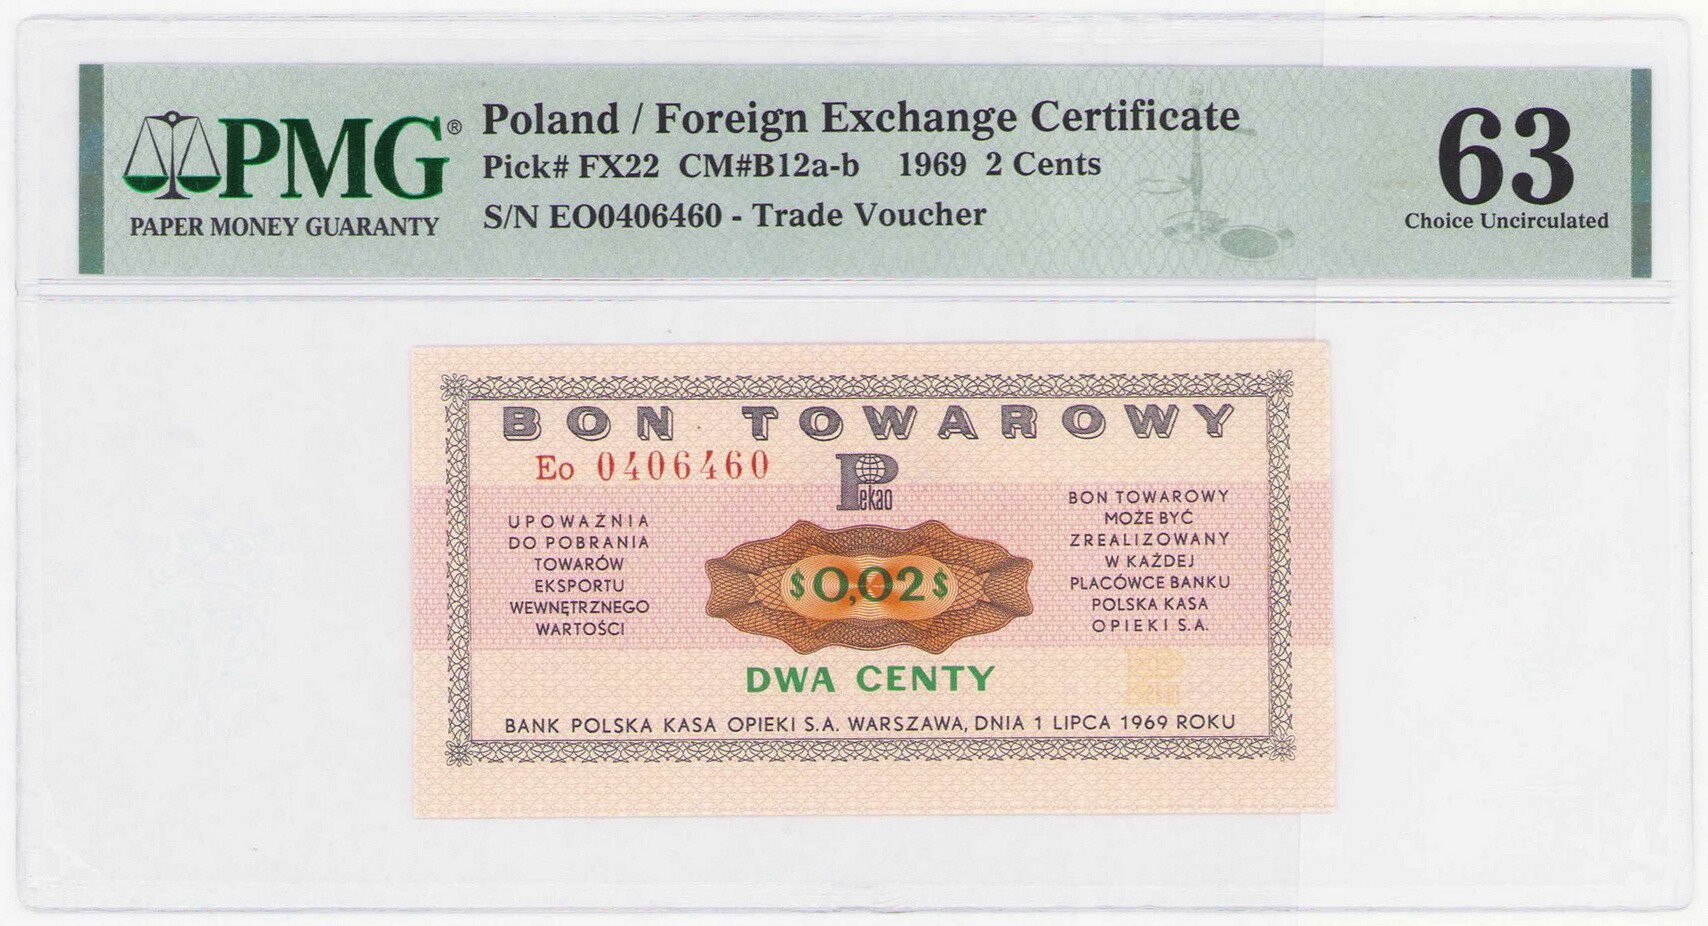 PMG®
PAPER MONEY GUARANTY
Poland / Foreign Exchange Certificate
Pick# FX22 CM#B12a-b 1969 2 Cents
S/N EO0406460 - Trade Voucher
63
Choice Uncirculated
BON TOWAROWY
Eo 0406460
Pekao
UPOWAŻNIA
DO POBRANIA
TOWARÓW
EKSPORTU
WEWNĘTRZNEGO
WARTOŚCI
$0,02$
BON TOWAROWY
MOŻE BYĆ
ZREALIZOWANY
W KAŻDEJ
PLACÓWCE BANKU
POLSKA KASA
OPIEKI S.A.
DWA CENTY
BANK POLSKA KASA OPIEKI S.A. WARSZAWA, DNIA 1 LIPCA 1969 ROKU